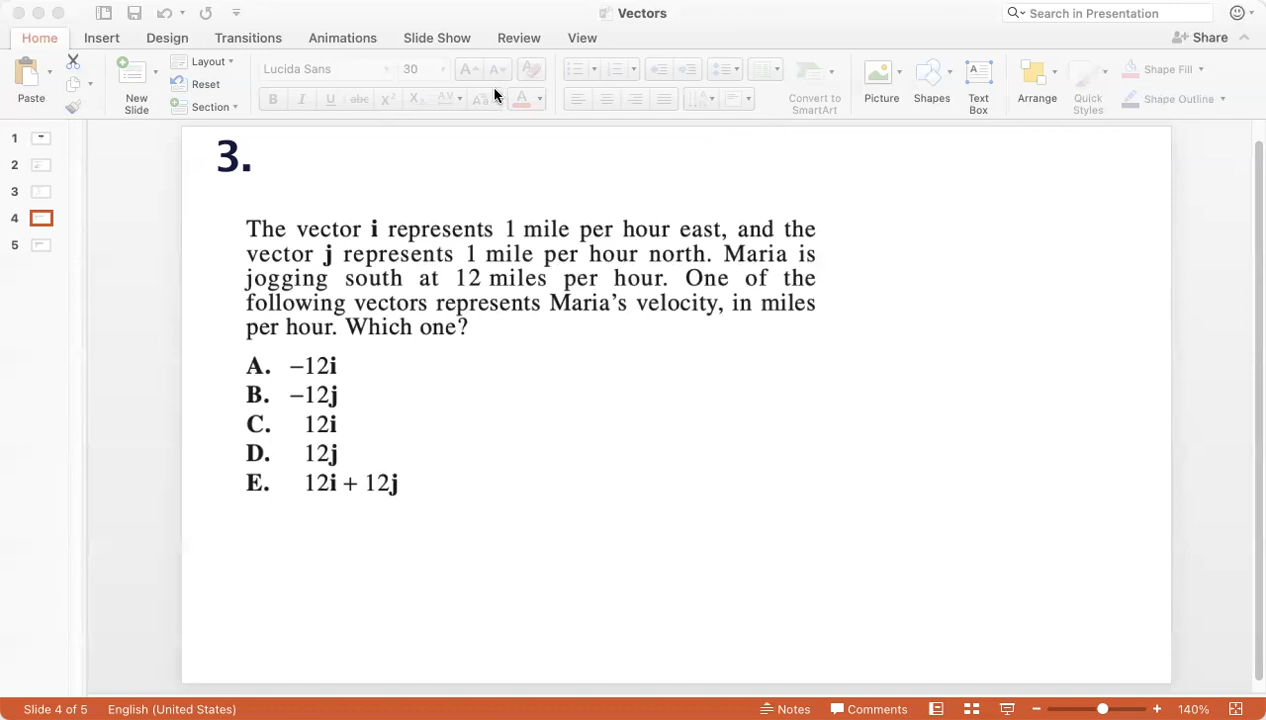 Vectors
Search in Presentation
Home Insert Design Transitions Animations Slide Show Review View
Share
Paste
New Slide
Layout
Reset
Section
Lucida Sans 30
Convert to SmartArt
Picture
Shapes
Text Box
Arrange
Quick Styles
Shape Fill
Shape Outline
1
2
3
4
5
3.
The vector i represents 1 mile per hour east, and the
vector j represents 1 mile per hour north. Maria is
jogging south at 12 miles per hour. One of the
following vectors represents Maria’s velocity, in miles
per hour. Which one?
A. –12i
B. –12j
C. 12i
D. 12j
E. 12i + 12j
Slide 4 of 5 English (United States) Notes Comments 140%